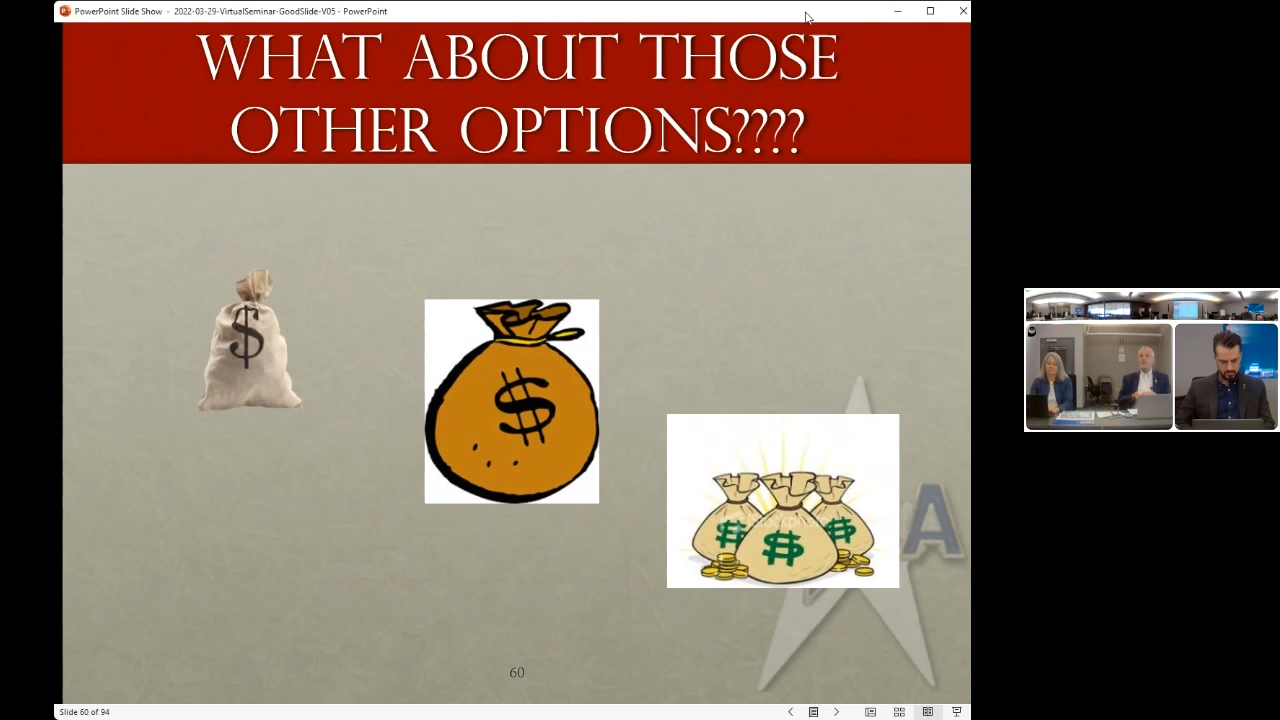 PowerPoint Slide Show - 2022-03-29-VirtualSeminar-GoodSlide-V05 - PowerPoint
WHAT ABOUT THOSE
OTHER OPTIONS????
$
$
$ $ $
A
60
Slide 60 of 94